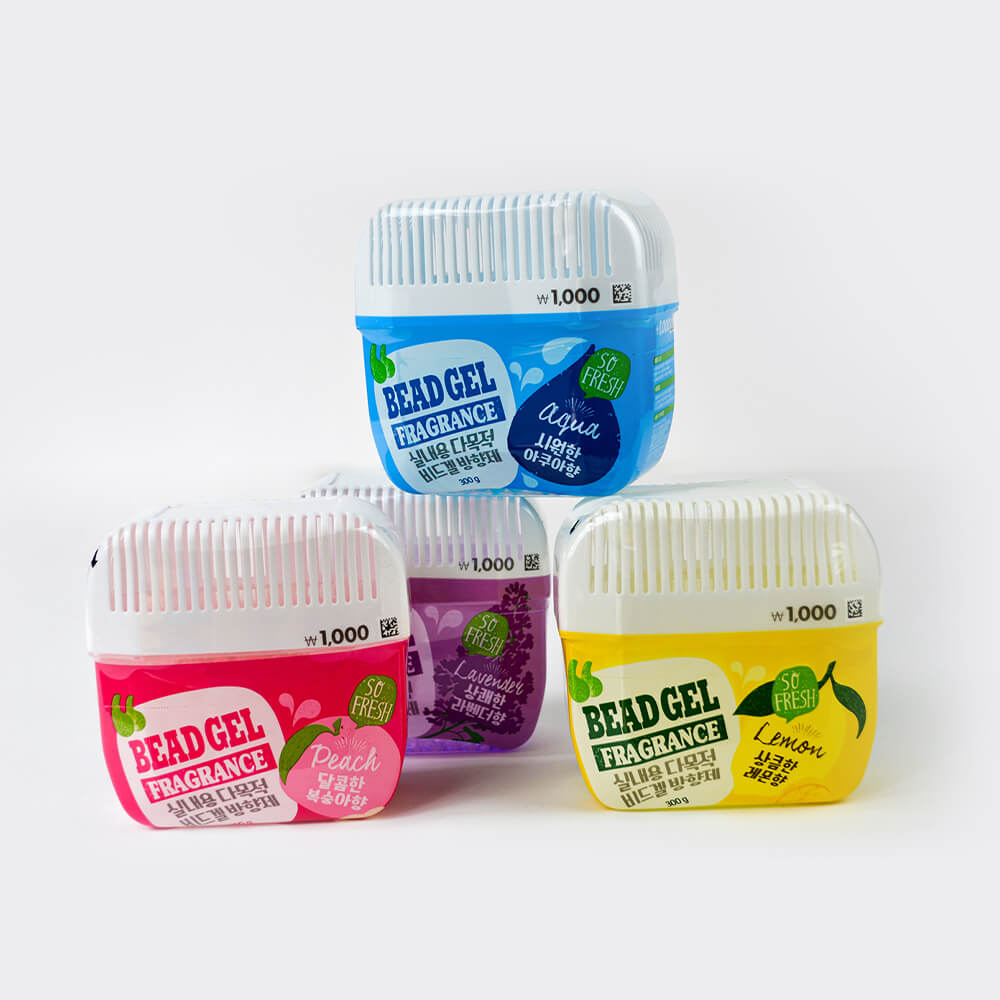 ₩1,000
BEAD GEL
FRAGRANCE
실내용 다목적
비드겔 방향제
300 g
SO
FRESH
aqua
시원한
아쿠아향
₩1,000
BEAD GEL
FRAGRANCE
실내용 다목적
비드겔 방향제
SO
FRESH
Peach
달콤한
복숭아향
₩1,000
SO
FRESH
Lavender
상쾌한
라벤더향
₩1,000
BEAD GEL
FRAGRANCE
실내용 다목적
비드겔 방향제
300 g
SO
FRESH
Lemon
상큼한
레몬향